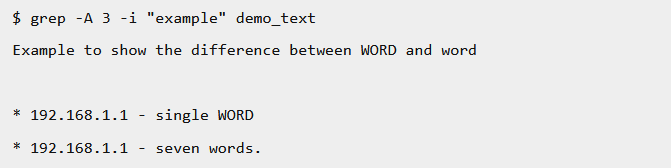 $ grep -A 3 -i "example" demo_text
Example to show the difference between WORD and word
* 192.168.1.1 - single WORD
* 192.168.1.1 - seven words.